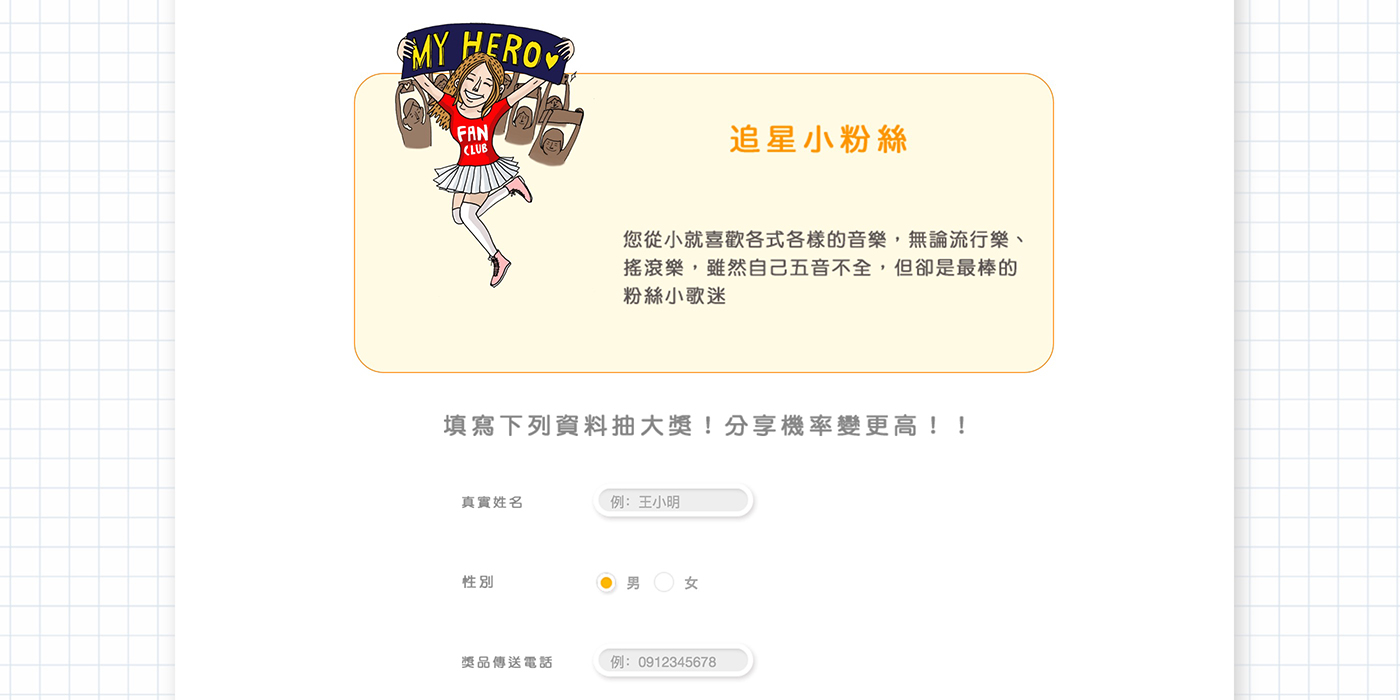 MY HERO
FAN
CLUB
追星小粉絲
您從小就喜歡各式各樣的音樂，無論流行樂、
搖滾樂，雖然自己五音不全，但卻是最棒的
粉絲小歌迷
填寫下列資料抽大獎！分享機率變更高！！
真實姓名
例：王小明
性別
男
女
獎品傳送電話
例：0912345678